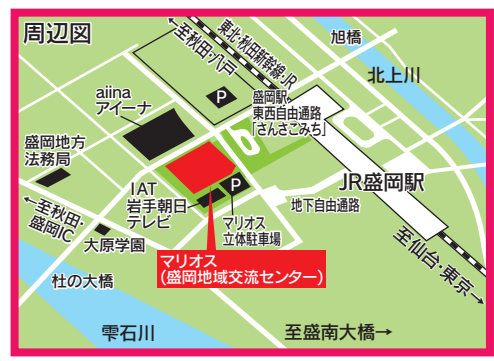 周辺図
←至秋田・八戸
東北・秋田新幹線・JR→
旭橋
北上川
aiina
アイーナ
P
盛岡駅
東西自由通路
「さんさこみち」
盛岡地方
法務局
JR盛岡駅
IAT
岩手朝日
テレビ
P
マリオス
立体駐車場
地下自由通路
←至秋田・
盛岡IC
大原学園
マリオス
(盛岡地域交流センター)
至仙台・東京→
杜の大橋
雫石川
至盛南大橋→